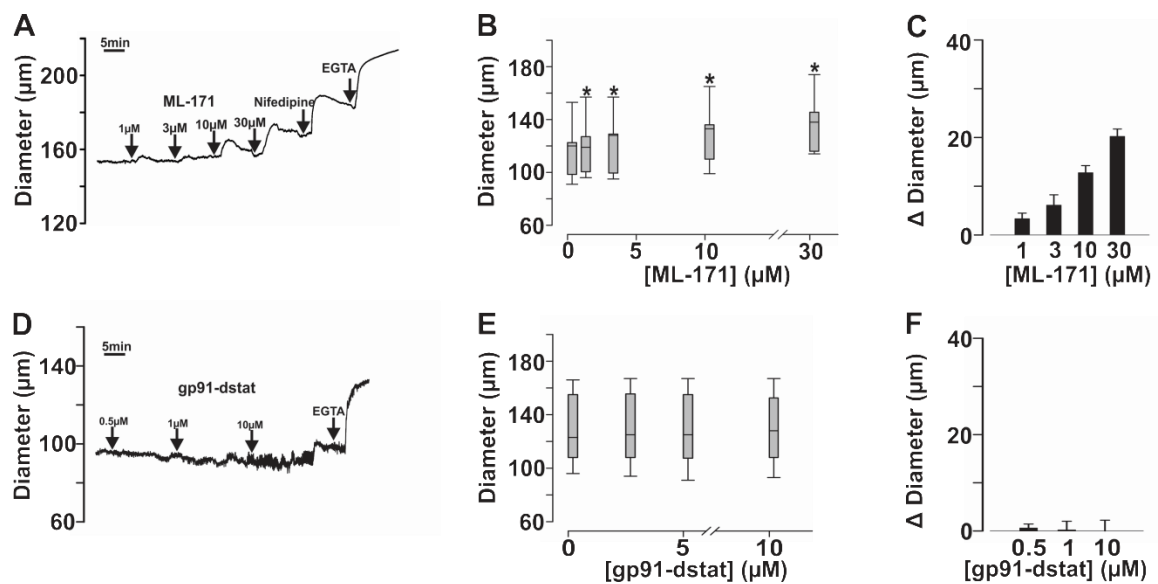 A
5min
Diameter (μm)
200
160
120
ML-171
1μM
3μM
10μM
30μM
Nifedipine
EGTA
B
Diameter (μm)
180
140
100
60
* * * *
0 5 10 30
[ML-171] (μM)
C
Δ Diameter (μm)
40
20
0
1 3 10 30
[ML-171] (μM)
D
5min
Diameter (μm)
140
100
60
gp91-dstat
0.5μM
1μM
10μM
EGTA
E
Diameter (μm)
180
140
100
60
0 5 10
[gp91-dstat] (μM)
F
Δ Diameter (μm)
40
20
0
0.5 1 10
[gp91-dstat] (μM)